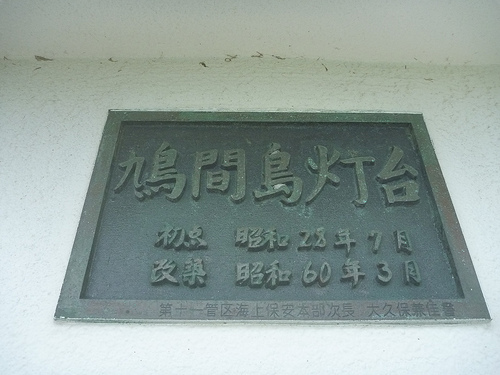 鳩間島灯台
初点 昭和28年7月
改築 昭和60年3月
第十一管区海上保安本部次長 大久保